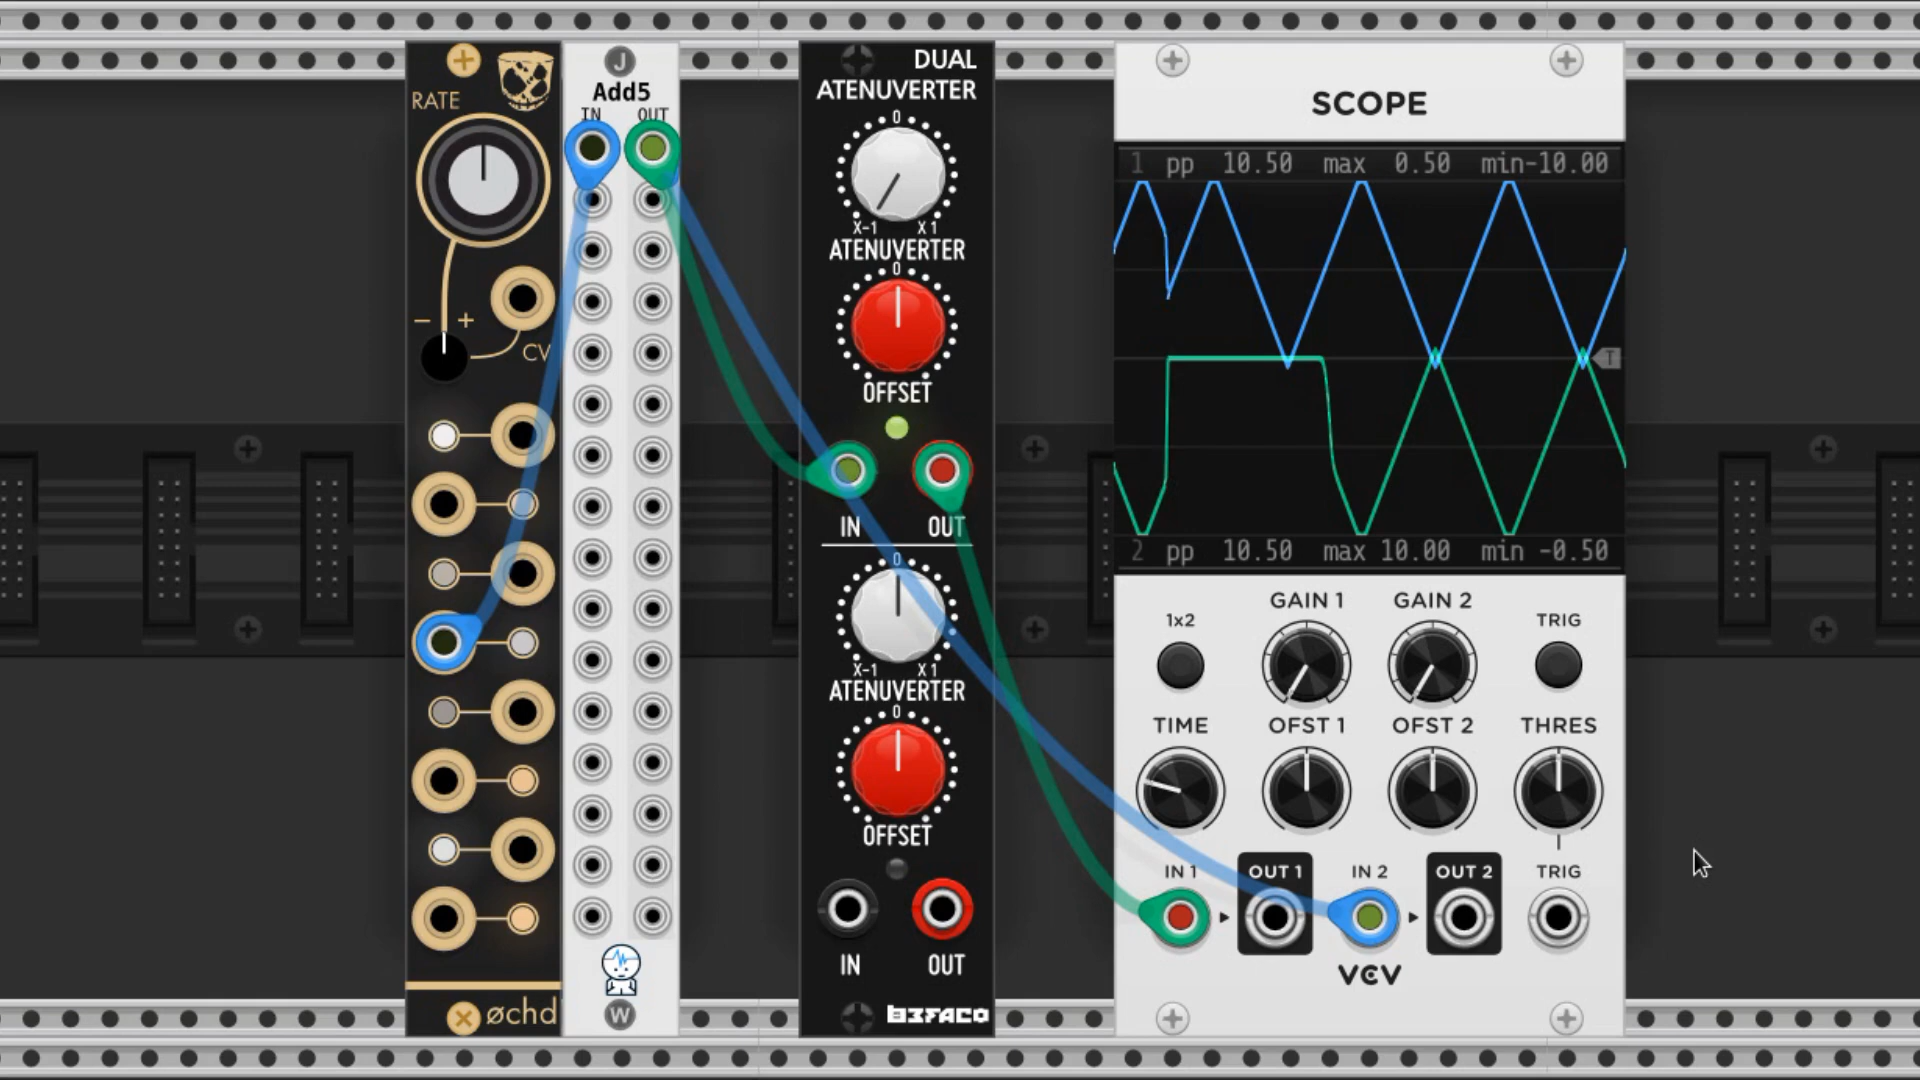 RATE
- +
CV
øchd
J
Add5
IN OUT
W
DUAL
ATENUVERTER
0
X-1 X 1
ATENUVERTER
0
OFFSET
IN OUT
0
X-1 X 1
ATENUVERTER
0
OFFSET
IN OUT
BEFACO
SCOPE
1 pp 10.50 max 0.50 min-10.00
T
2 pp 10.50 max 10.00 min -0.50
1x2 GAIN 1 GAIN 2 TRIG
TIME OFST 1 OFST 2 THRES
IN 1 OUT 1 IN 2 OUT 2 TRIG
VCV